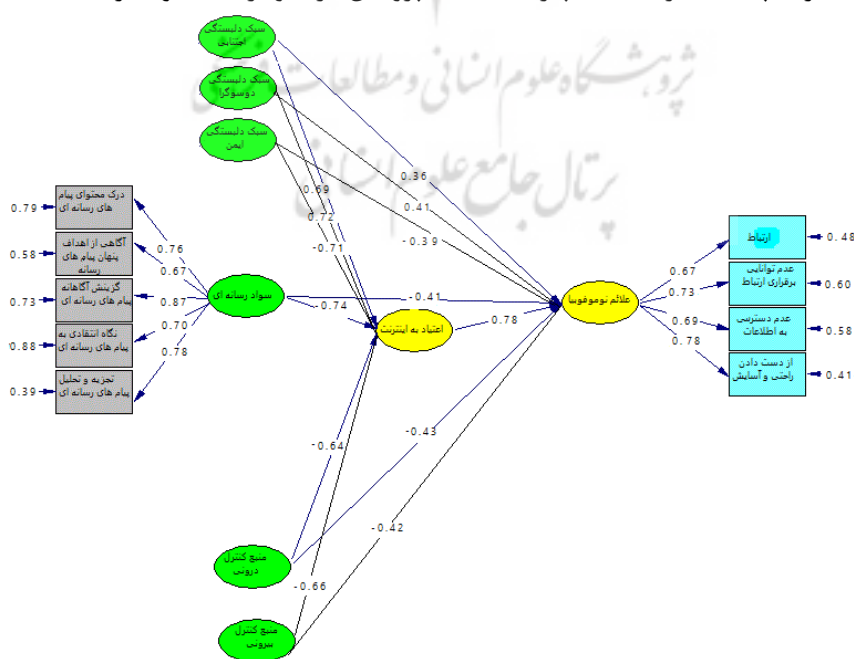 سبک دلبستگی
اجتنابی
سبک دلبستگی
دوسوگرا
سبک دلبستگی
ایمن
پژوهشگاه علوم انسانی و مطالعات فرهنگی
پرتال جامع علوم انسانی
0.36
0.41
-0.39
0.69
0.72
-0.71
درک محتوای پیام
های رسانه ای
0.79
0.76
آگاهی از اهداف
پنهان پیام های
رسانه
0.58
0.67
گزینش آگاهانه
پیام های رسانه ای
0.73
0.87
نگاه انتقادی به
پیام های رسانه ای
0.88
0.70
تجزیه و تحلیل
پیام های رسانه ای
0.39
0.78
سواد رسانه ای
-0.41
0.74
اعتیاد به اینترنت
0.78
علائم نوموفوبیا
ارتباط
0.67
0.48
عدم توانایی
برقراری ارتباط
0.73
0.60
عدم دسترسی
به اطلاعات
0.69
0.58
از دست دادن
راحتی و آسایش
0.78
0.41
-0.64
-0.43
-0.42
-0.66
منبع کنترل
درونی
منبع کنترل
بیرونی